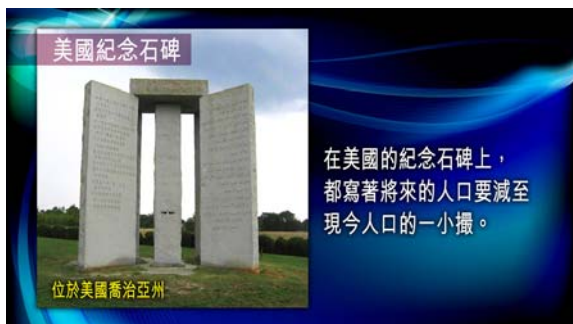 美國紀念石碑
在美國的紀念石碑上，
都寫著將來的人口要減至
現今人口的一小撮。
位於美國喬治亞州